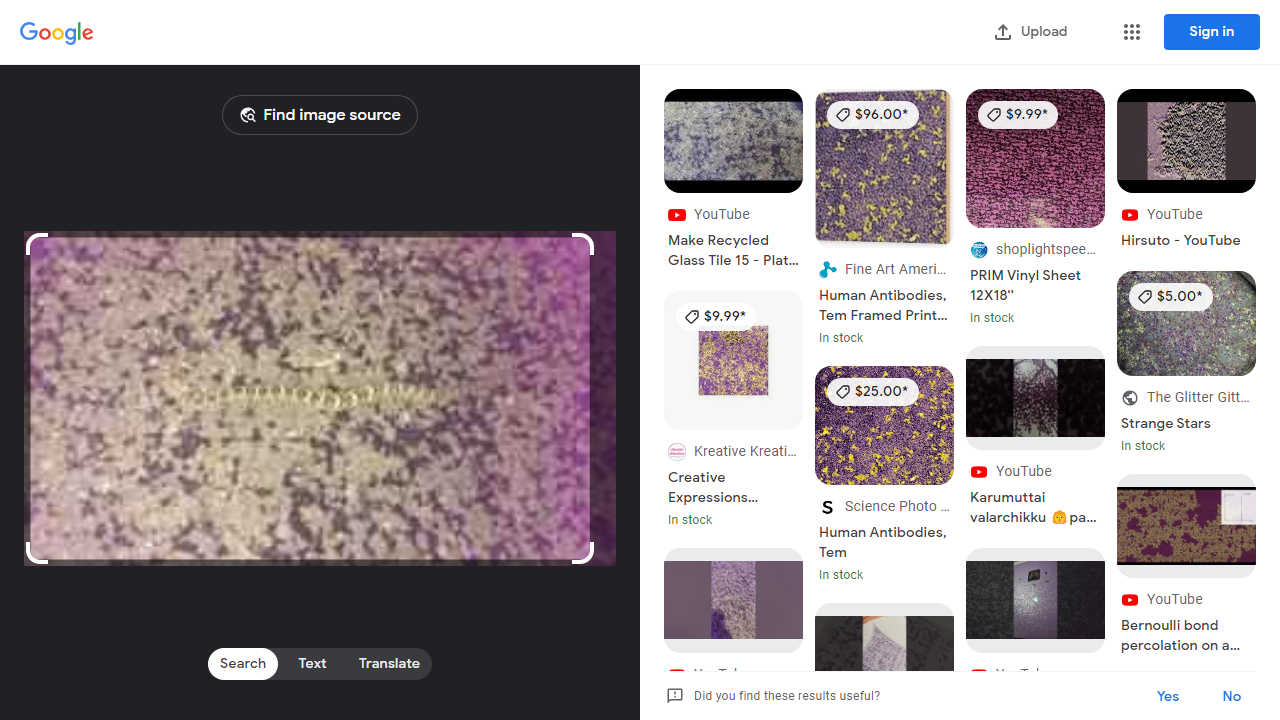 Google
Upload
Sign in
Find image source
Search
Text
Translate
YouTube
Make Recycled
Glass Tile 15 - Plat...
$9.99*
Kreative Kreati...
Creative
Expressions...
In stock
$96.00*
Fine Art Ameri...
Human Antibodies,
Tem Framed Print...
In stock
$25.00*
Science Photo ...
Human Antibodies,
Tem
In stock
$9.99*
shoplightspee...
PRIM Vinyl Sheet
12X18"
In stock
YouTube
Karumuttai
valarchikku 👩pa...
YouTube
Hirsuto - YouTube
$5.00*
The Glitter Gitt...
Strange Stars
In stock
YouTube
Bernoulli bond
percolation on a...
Did you find these results useful?
Yes
No